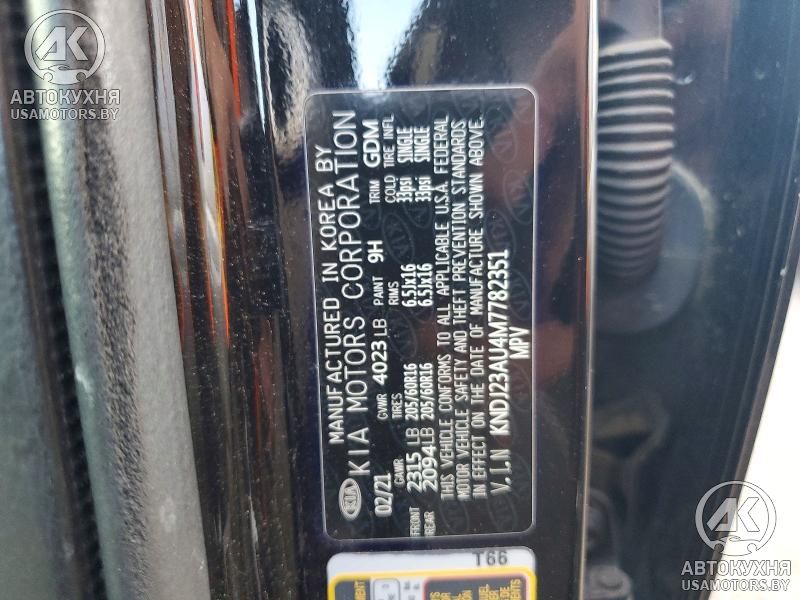 АВТОКУХНЯ
USAMOTORS.BY
MANUFACTURED IN KOREA BY
KIA MOTORS CORPORATION
02/21 GVWR 4023 LB PAINT 9H TRIM GDM
GAWR TIRES RIMS COLD TIRE INFL
FRONT 2315 LB 205/60R16 6.5Jx16 33psi SINGLE
REAR 2094 LB 205/60R16 6.5Jx16 33psi SINGLE
THIS VEHICLE CONFORMS TO ALL APPLICABLE U.S.A. FEDERAL
MOTOR VEHICLE SAFETY AND THEFT PREVENTION STANDARDS
IN EFFECT ON THE DATE OF MANUFACTURE SHOWN ABOVE.
V.I.N KNDJ23AU4M7782351
MPV
KIA
T66
АВТОКУХНЯ
USAMOTORS.BY